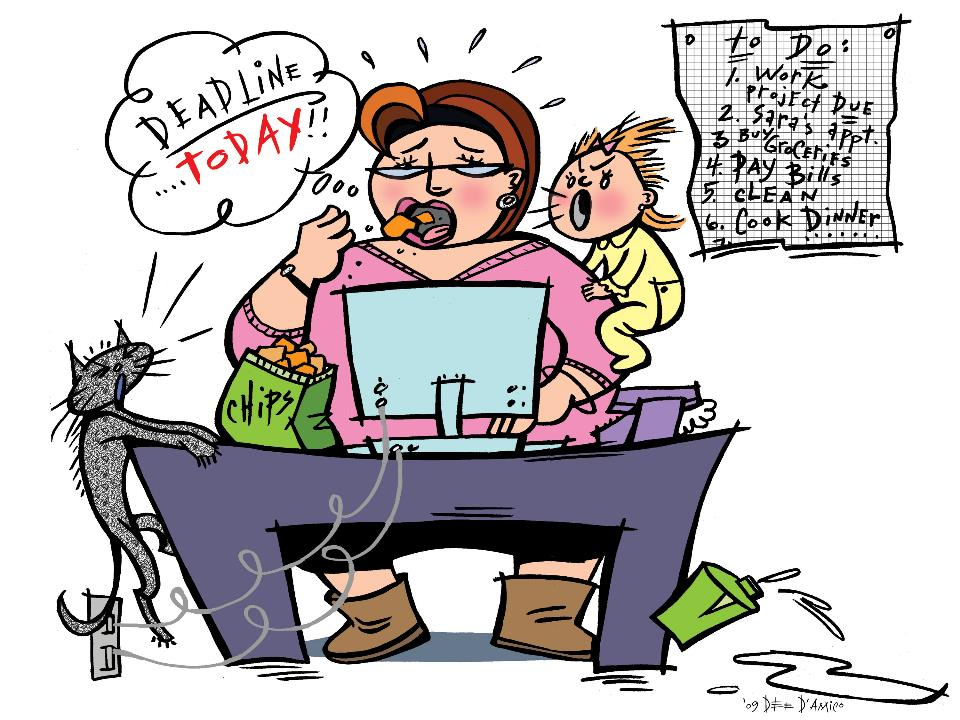 DEADLINE
....TODAY!!
to Do:
1. Work
project DUE
2. Sara's appt.
3 BUY
GROCERIES
4. PAY Bills
5. CLEAN
6. Cook DINNEr
7.
CHIPS
'09 DEE D'AMICO